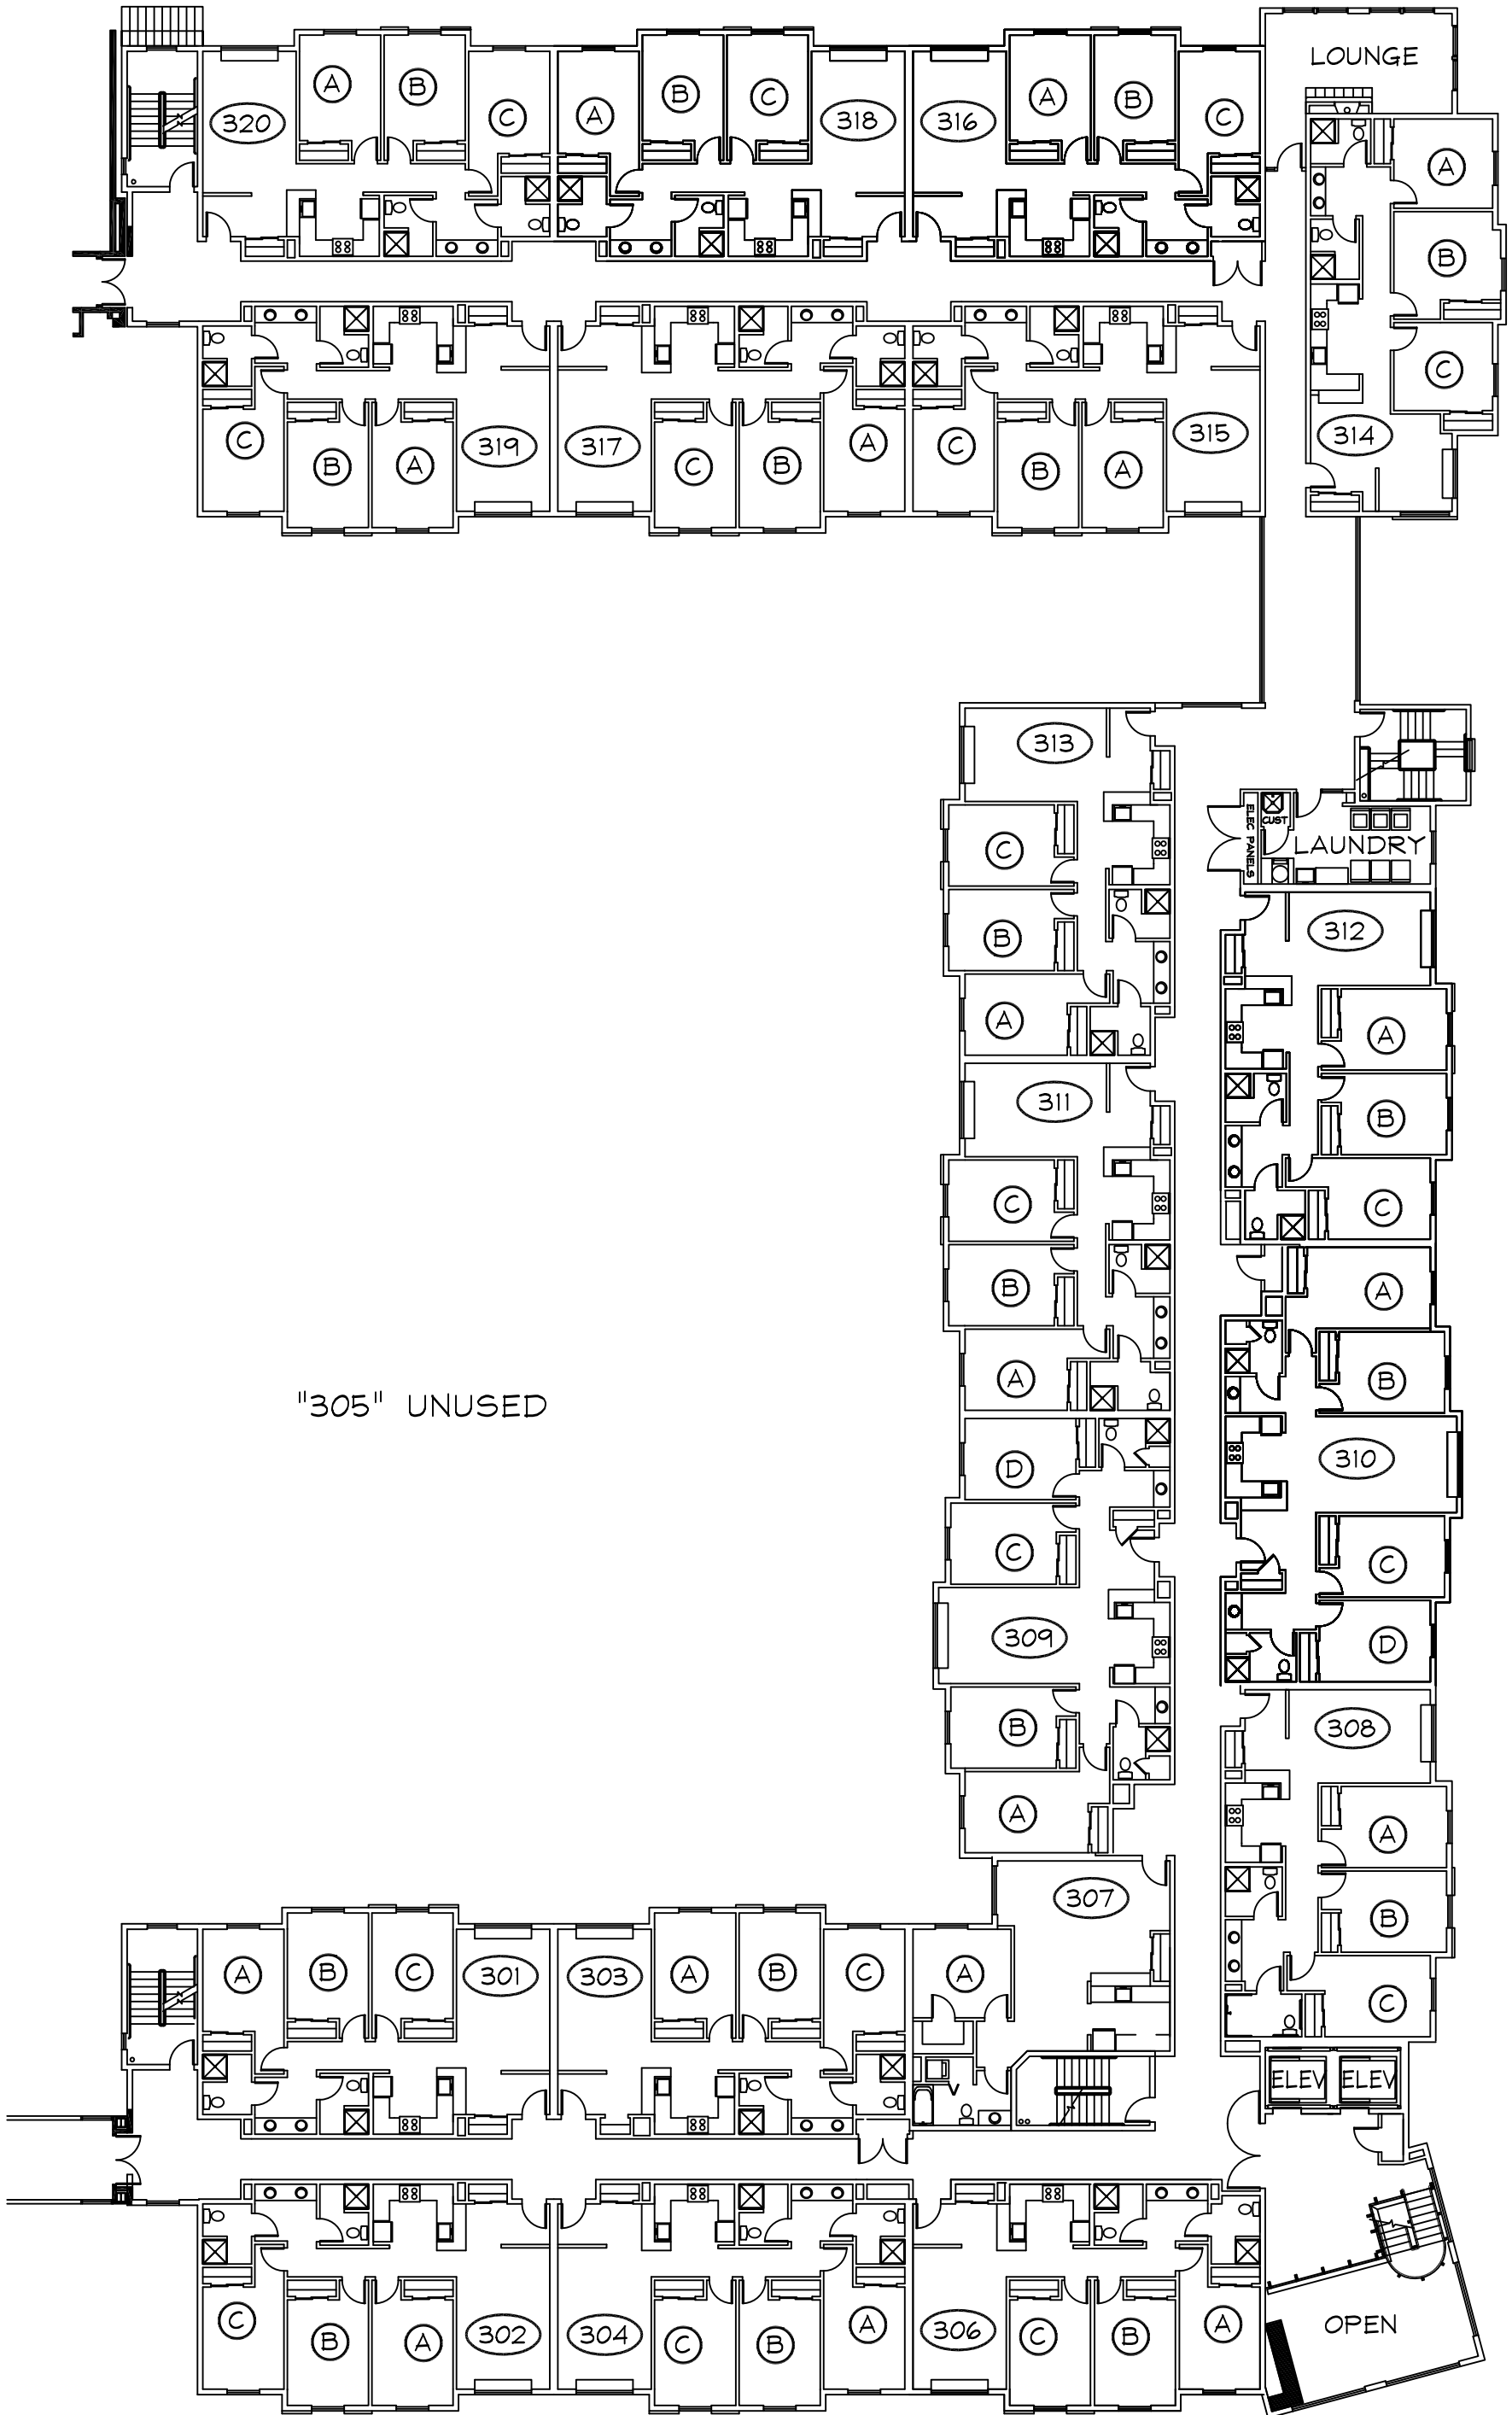 LOUNGE
320
A
B
C
A
B
C
318
316
A
B
C
A
B
C
314
C
B
A
319
317
C
B
A
C
B
A
315
313
C
B
A
ELEC PANELS
CUST
LAUNDRY
312
A
B
C
311
C
B
A
"305" UNUSED
A
B
310
C
D
D
C
309
B
A
308
A
B
C
307
A
B
C
301
303
A
B
C
A
ELEV
ELEV
C
B
A
302
304
C
B
A
306
C
B
A
OPEN